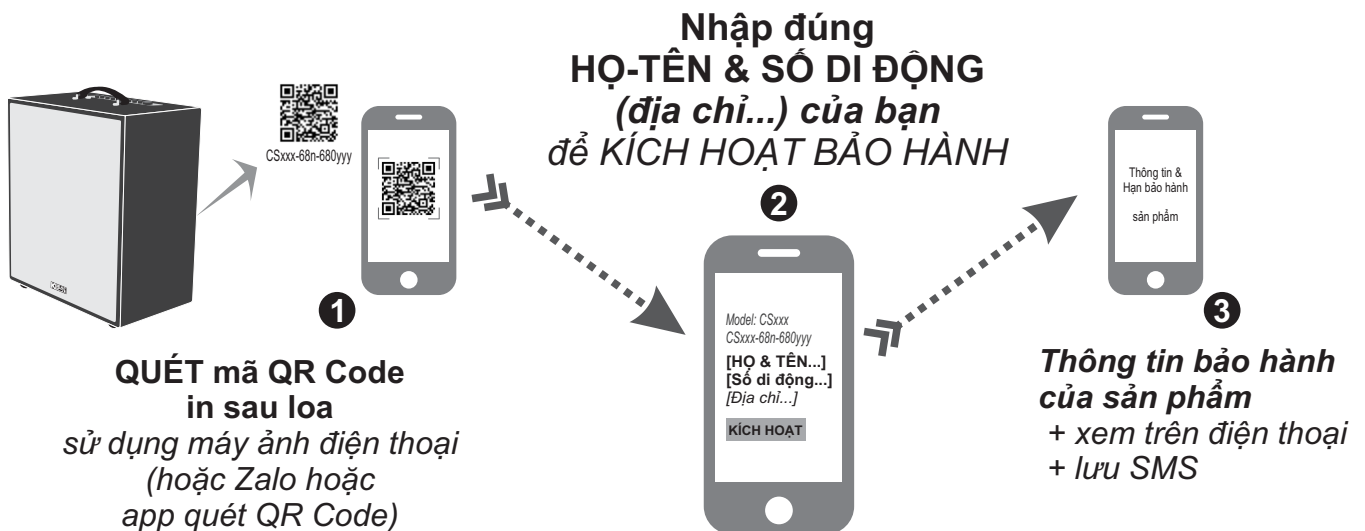 CSxxx-68n-680yyy
1
QUÉT mã QR Code
in sau loa
sử dụng máy ảnh điện thoại
(hoặc Zalo hoặc
app quét QR Code)
Nhập đúng
HỌ-TÊN & SỐ DI ĐỘNG
(địa chỉ...) của bạn
để KÍCH HOẠT BẢO HÀNH
2
Model: CSxxx
CSxxx-68n-680yyy
[HỌ & TÊN...]
[Số di động...]
[Địa chỉ...]
KÍCH HOẠT
Thông tin &
Hạn bảo hành
sản phẩm
3
Thông tin bảo hành
của sản phẩm
+ xem trên điện thoại
+ lưu SMS